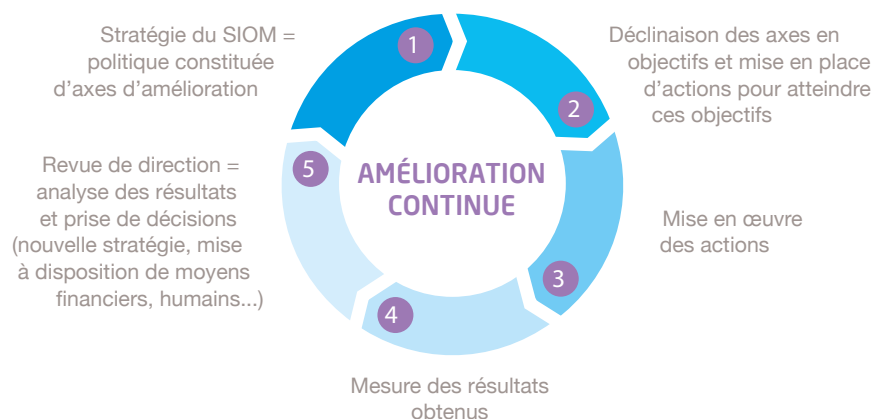 Stratégie du SIOM =
politique constituée
d'axes d'amélioration
1
Déclinaison des axes en
objectifs et mise en place
d'actions pour atteindre
ces objectifs
2
Mise en œuvre
des actions
3
Mesure des résultats
obtenus
4
Revue de direction =
analyse des résultats
et prise de décisions
(nouvelle stratégie, mise
à disposition de moyens
financiers, humains...)
5
AMÉLIORATION
CONTINUE